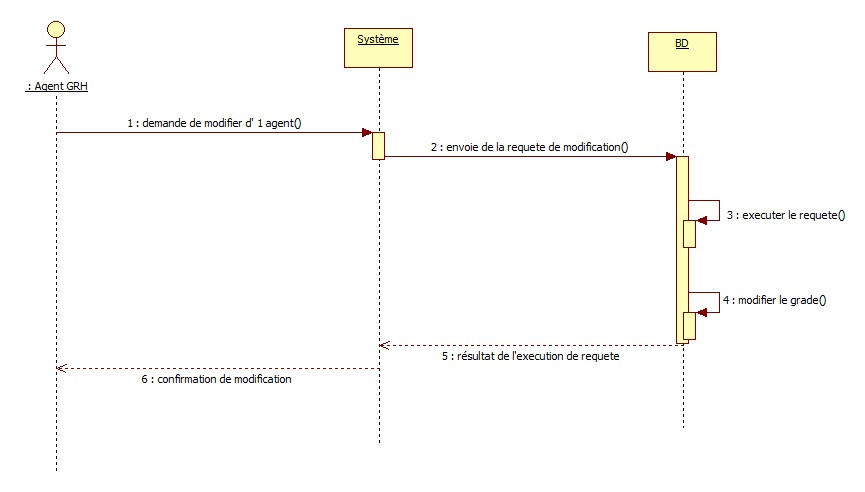 Système
BD
: Agent GRH
1 : demande de modifier d' 1 agent()
2 : envoie de la requete de modification()
3 : executer le requete()
4 : modifier le grade()
5 : résultat de l'execution de requete
6 : confirmation de modification